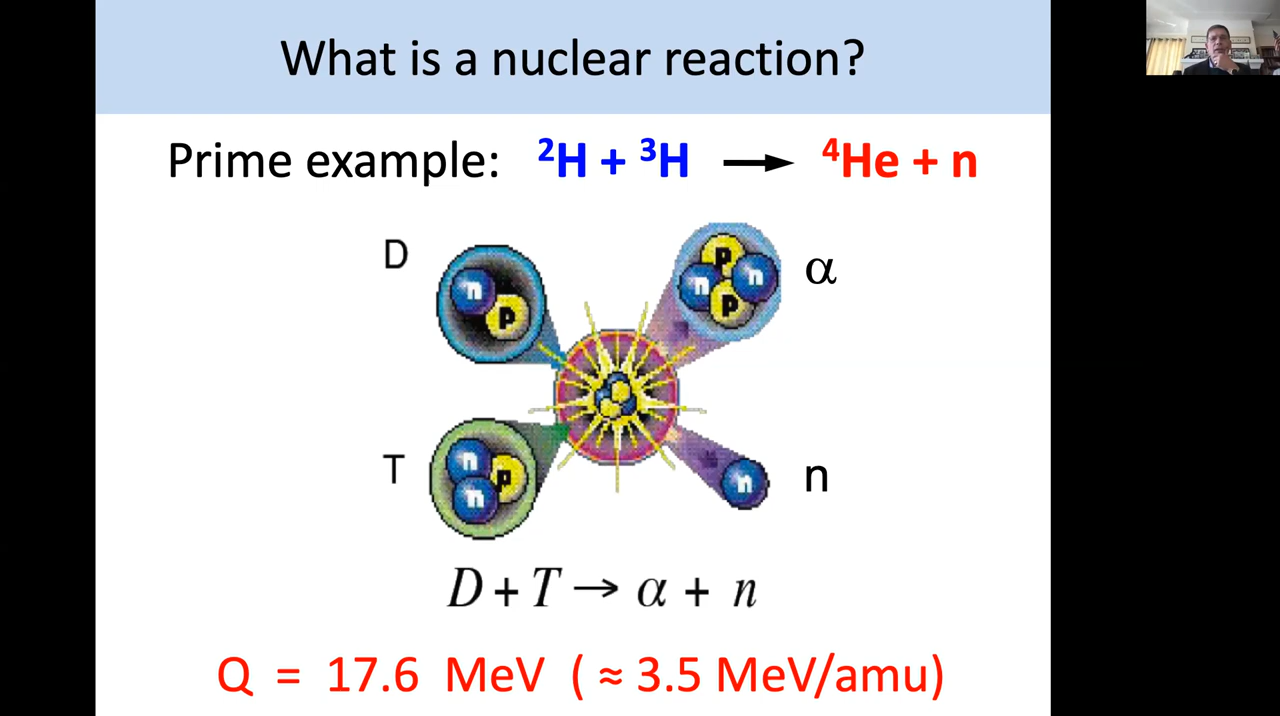 What is a nuclear reaction?
Prime example: ²H + ³H → ⁴He + n
D
n
p
p
n
n
p
α
T
n
p
n
n
n
D + T → α + n
Q = 17.6 MeV ( ≈ 3.5 MeV/amu)